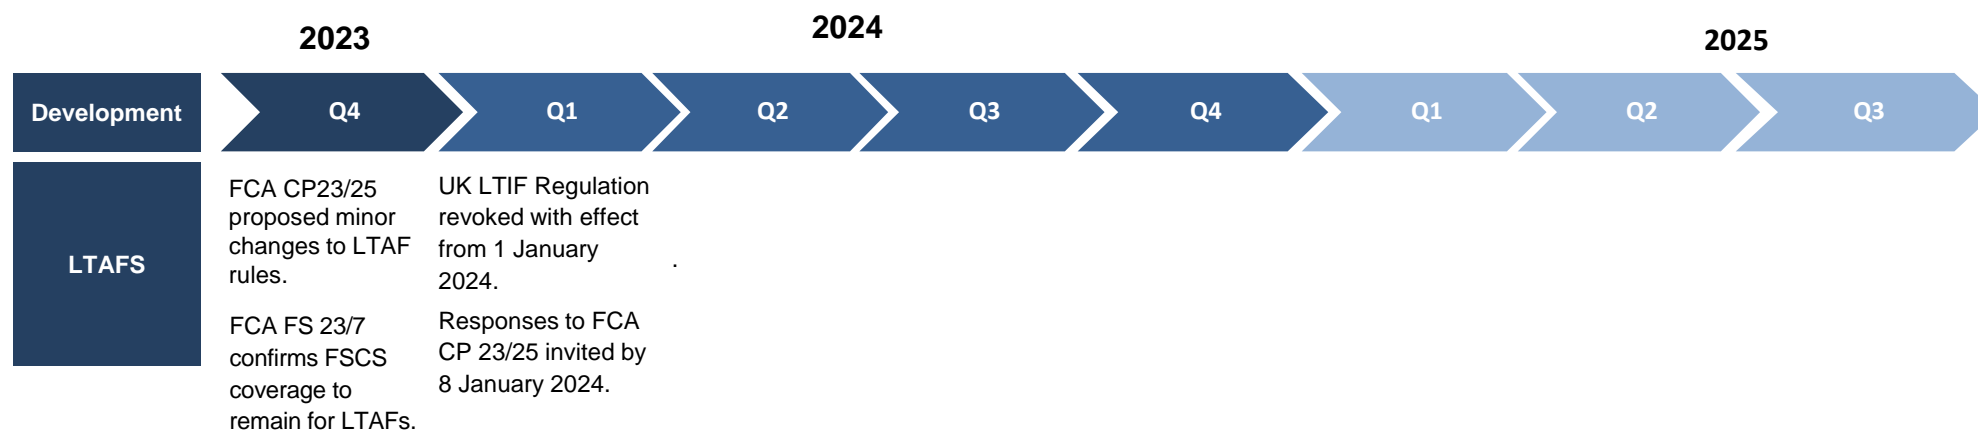 2023
2024
2025
Development
Q4
Q1
Q2
Q3
Q4
Q1
Q2
Q3
LTAFS
FCA CP23/25
proposed minor
changes to LTAF
rules.
FCA FS 23/7
confirms FSCS
coverage to
remain for LTAFs.
UK LTIF Regulation
revoked with effect
from 1 January
2024.
Responses to FCA
CP 23/25 invited by
8 January 2024.
.